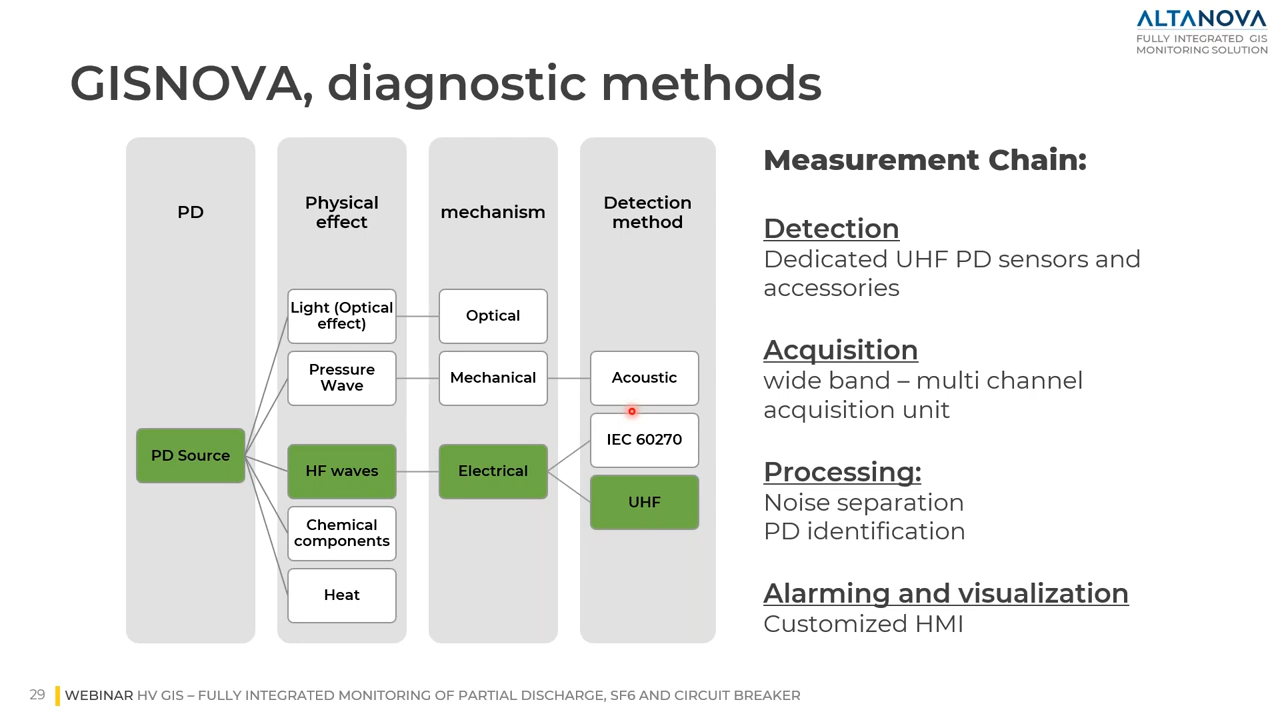 ALTANOVA
FULLY INTEGRATED GIS
MONITORING SOLUTION
GISNOVA, diagnostic methods
PD
Physical
effect
mechanism
Detection
method
Light (Optical
effect)
Optical
Pressure
Wave
Mechanical
Acoustic
IEC 60270
PD Source
HF waves
Electrical
UHF
Chemical
components
Heat
Measurement Chain:
Detection
Dedicated UHF PD sensors and
accessories
Acquisition
wide band – multi channel
acquisition unit
Processing:
Noise separation
PD identification
Alarming and visualization
Customized HMI
29 WEBINAR HV GIS – FULLY INTEGRATED MONITORING OF PARTIAL DISCHARGE, SF6 AND CIRCUIT BREAKER